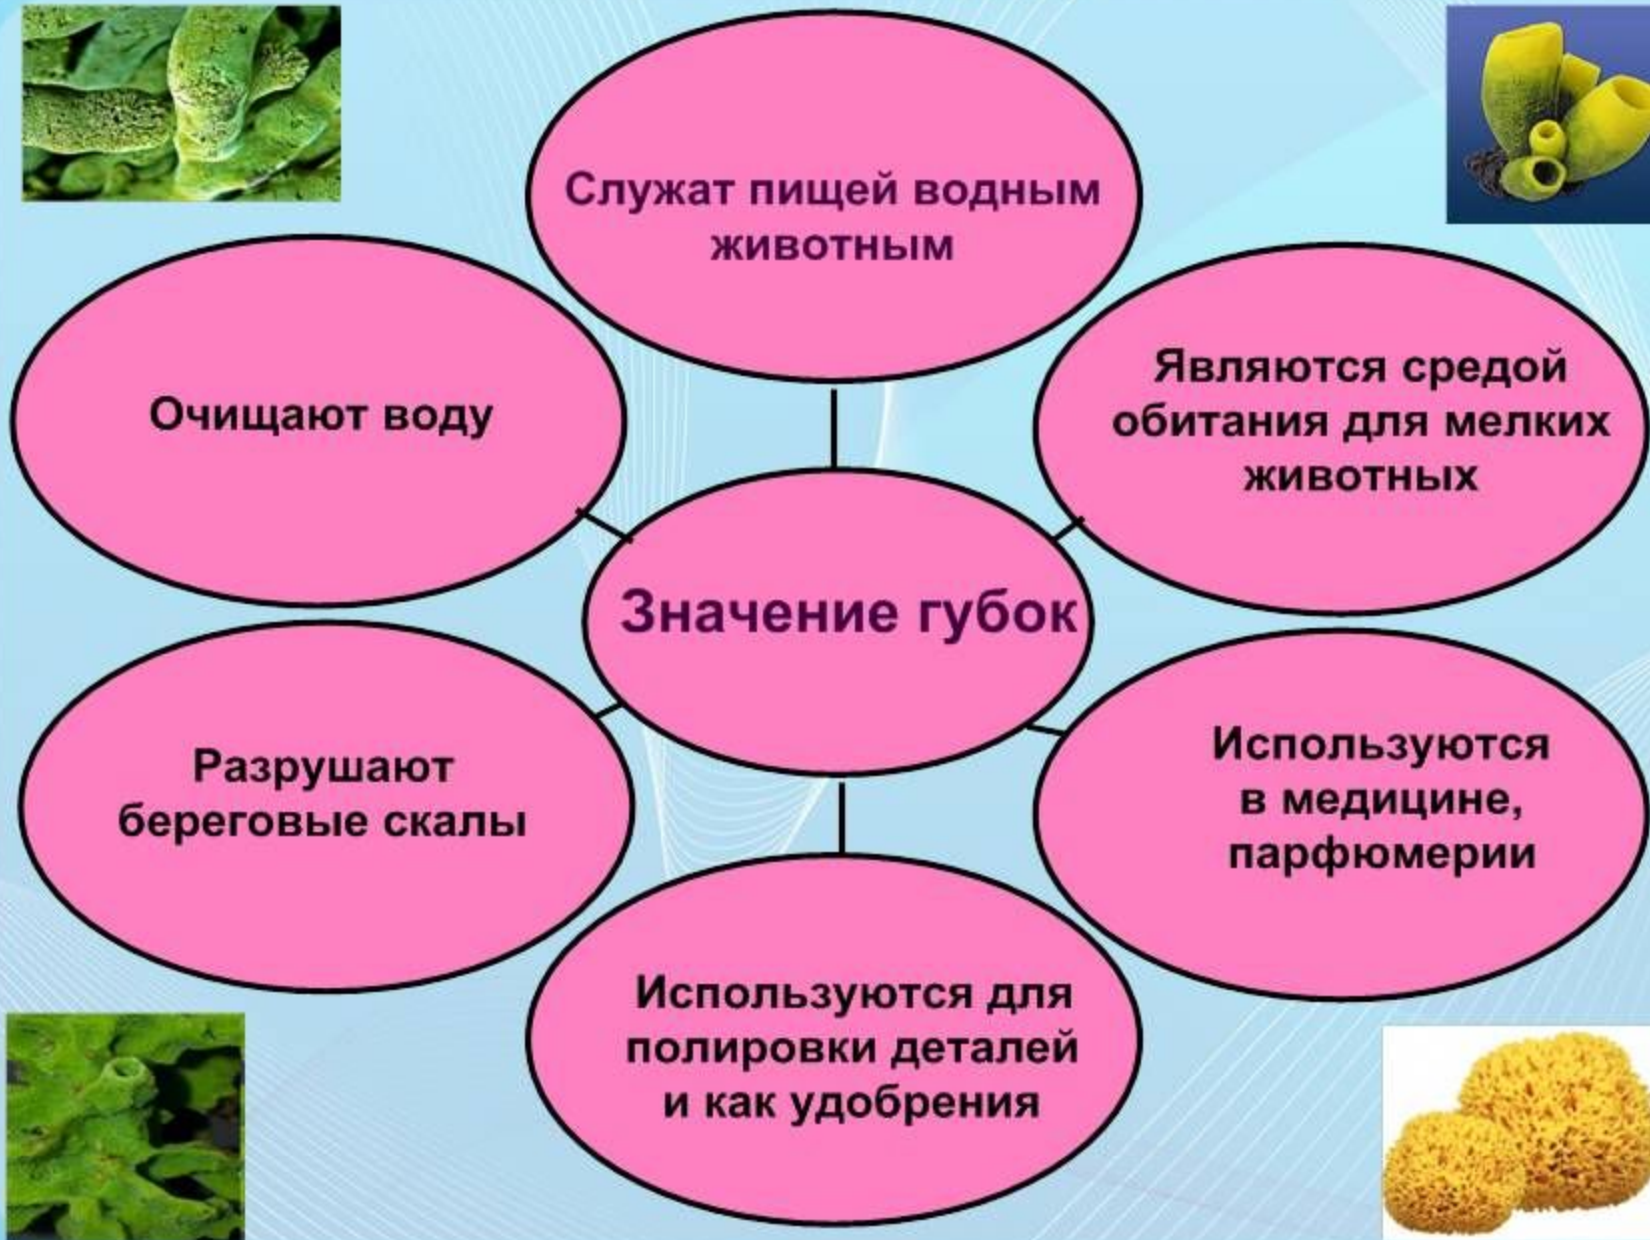 Служат пищей водным
животным
Очищают воду
Являются средой
обитания для мелких
животных
Значение губок
Разрушают
береговые скалы
Используются
в медицине,
парфюмерии
Используются для
полировки деталей
и как удобрения